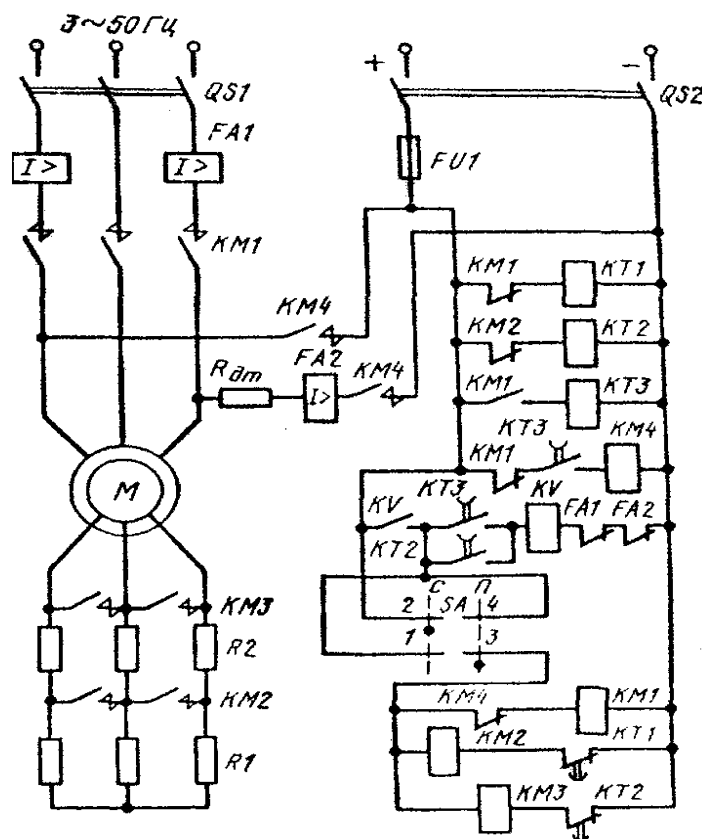 3~50 ГЦ
+
-
QS1
QS2
FA1
FU1
I>
I>
KM1
KM1
KT1
KM4
KM2
KT2
Rдт
FA2
KM4
KM1
KT3
KT3
KM1
KM4
M
KV
KT3
KV
FA1
FA2
KT2
С
П
2
SA
4
1
3
I>
KM3
R2
KM2
R1
KM4
KM1
KM2
KT1
KM3
KT2